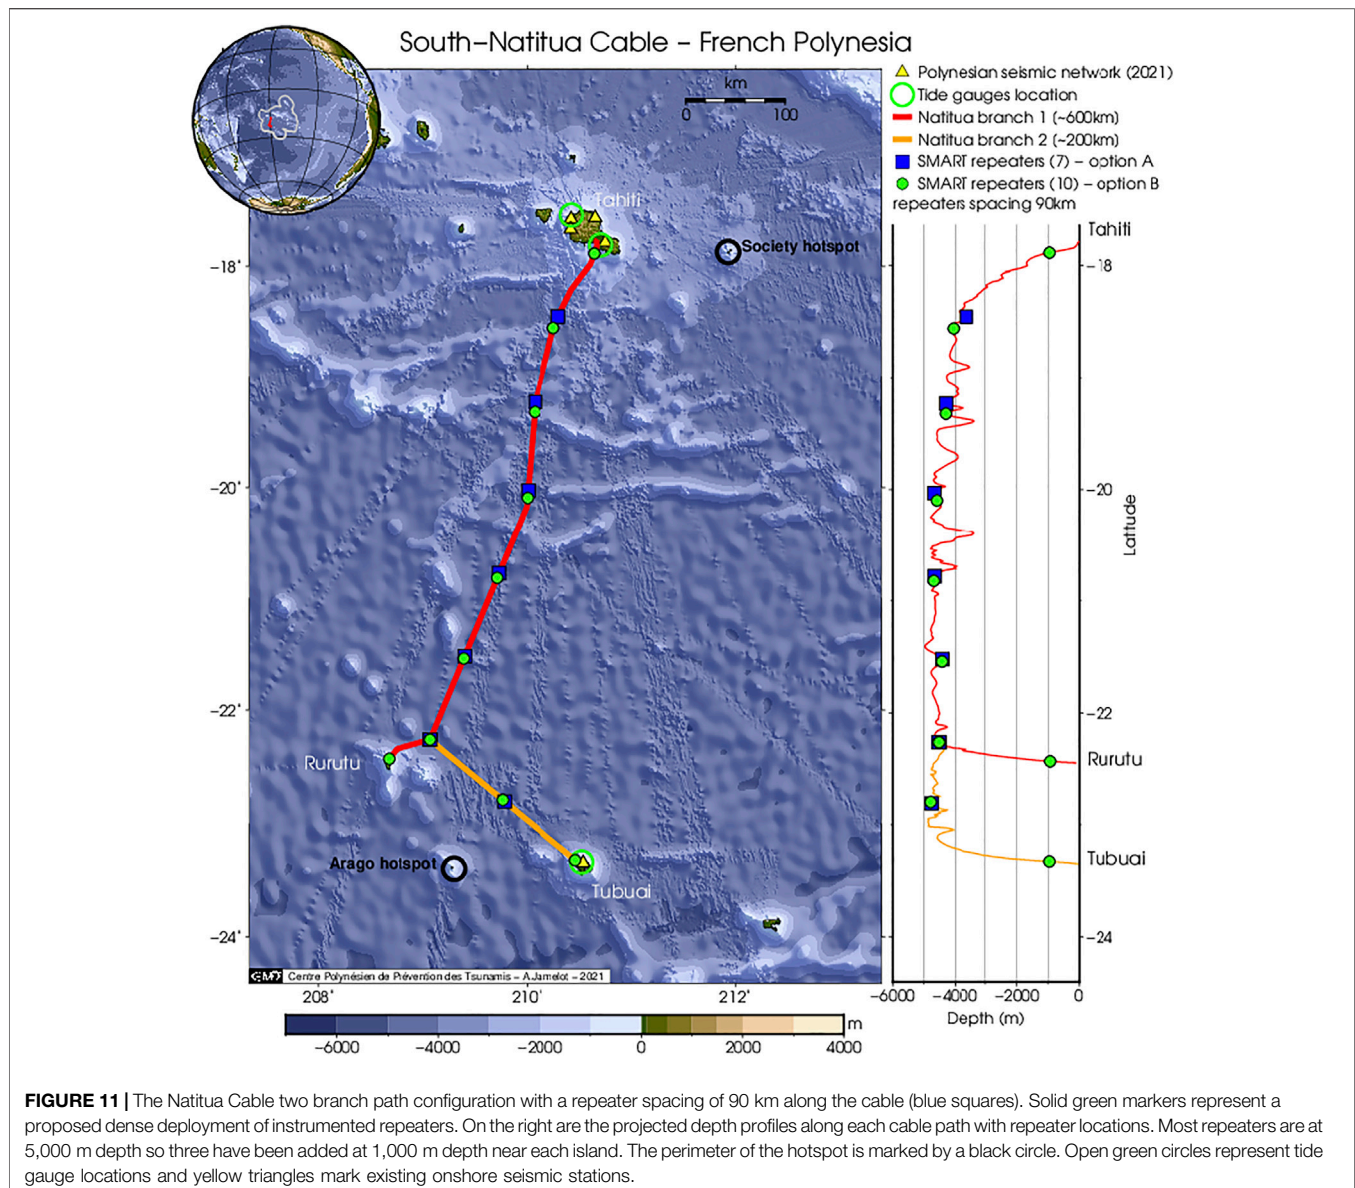 South–Natitua Cable – French Polynesia
km
0 100
Polynesian seismic network (2021)
Tide gauges location
Natitua branch 1 (~600km)
Natitua branch 2 (~200km)
SMART repeaters (7) – option A
SMART repeaters (10) – option B
repeaters spacing 90km
Tahiti
Society hotspot
Rurutu
Arago hotspot
Tubuai
−18˚
−20˚
−22˚
−24˚
208˚ 210˚ 212˚
GMT Centre Polynésien de Prévention des Tsunamis – A.Jamelot – 2021
Tahiti
−18
−20
Latitude
−22
Rurutu
Tubuai
−24
−6000 −4000 −2000 0
Depth (m)
m
−6000 −4000 −2000 0 2000 4000
FIGURE 11 | The Natitua Cable two branch path configuration with a repeater spacing of 90 km along the cable (blue squares). Solid green markers represent a
proposed dense deployment of instrumented repeaters. On the right are the projected depth profiles along each cable path with repeater locations. Most repeaters are at
5,000 m depth so three have been added at 1,000 m depth near each island. The perimeter of the hotspot is marked by a black circle. Open green circles represent tide
gauge locations and yellow triangles mark existing onshore seismic stations.